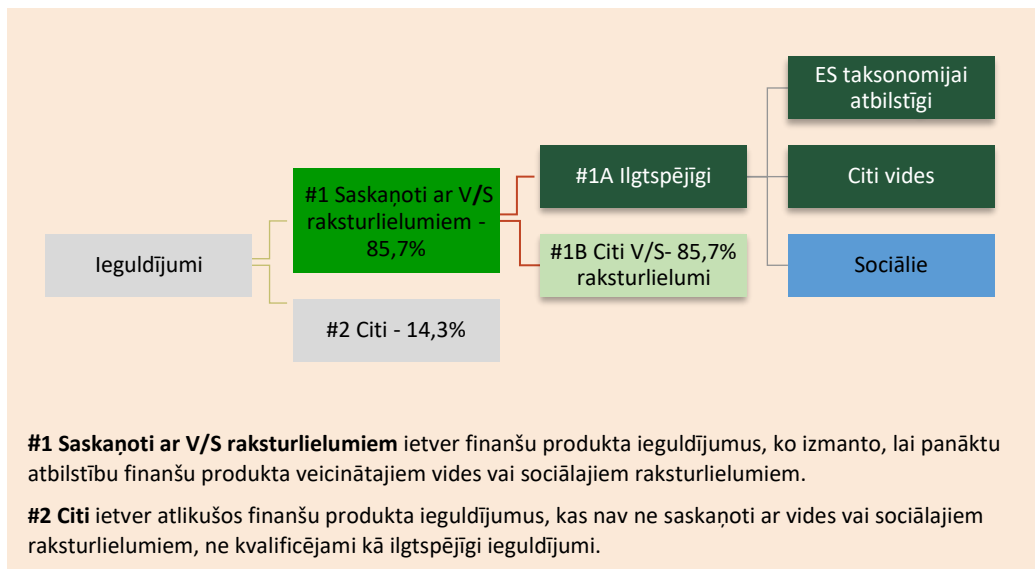 ES taksonomijai
atbilstīgi
#1 Saskaņoti ar V/S
raksturlielumiem -
85,7%
#1A Ilgtspējīgi
Citi vides
Ieguldījumi
#1B Citi V/S- 85,7%
raksturlielumi
Sociālie
#2 Citi - 14,3%
#1 Saskaņoti ar V/S raksturlielumiem ietver finanšu produkta ieguldījumus, ko izmanto, lai panāktu
atbilstību finanšu produkta veicinātajiem vides vai sociālajiem raksturlielumiem.
#2 Citi ietver atlikušos finanšu produkta ieguldījumus, kas nav ne saskaņoti ar vides vai sociālajiem
raksturlielumiem, ne kvalificējami kā ilgtspējīgi ieguldījumi.